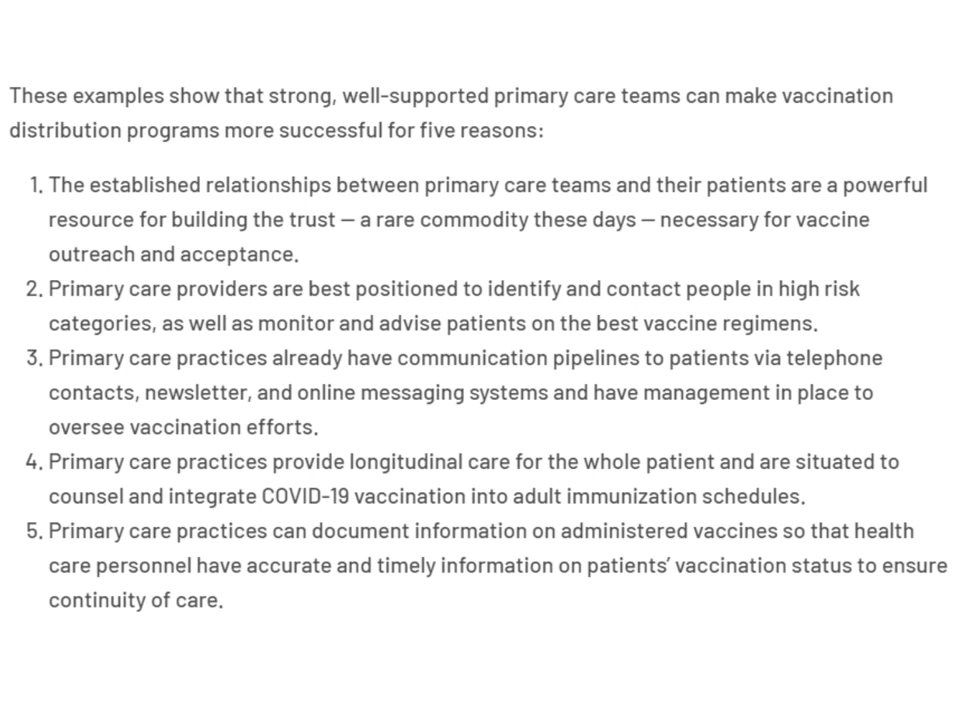 These examples show that strong, well-supported primary care teams can make vaccination
distribution programs more successful for five reasons:
1. The established relationships between primary care teams and their patients are a powerful
resource for building the trust — a rare commodity these days — necessary for vaccine
outreach and acceptance.
2. Primary care providers are best positioned to identify and contact people in high risk
categories, as well as monitor and advise patients on the best vaccine regimens.
3. Primary care practices already have communication pipelines to patients via telephone
contacts, newsletter, and online messaging systems and have management in place to
oversee vaccination efforts.
4. Primary care practices provide longitudinal care for the whole patient and are situated to
counsel and integrate COVID-19 vaccination into adult immunization schedules.
5. Primary care practices can document information on administered vaccines so that health
care personnel have accurate and timely information on patients’ vaccination status to ensure
continuity of care.